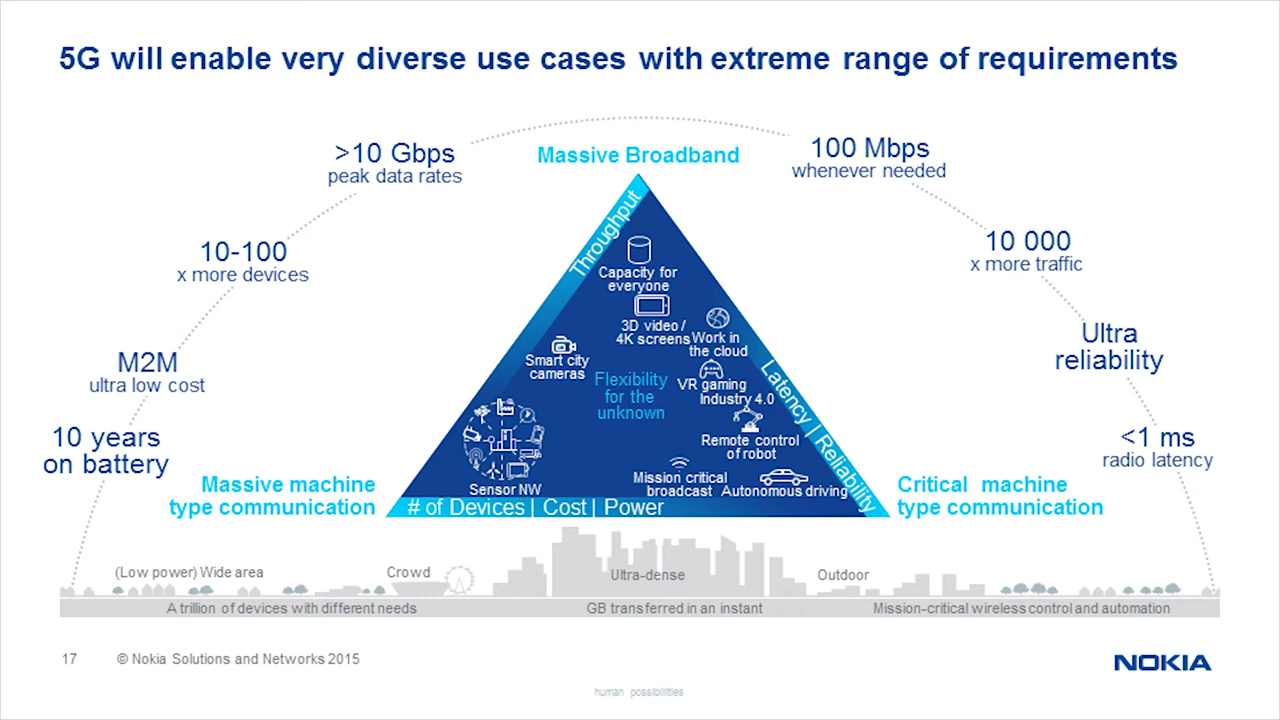 5G will enable very diverse use cases with extreme range of requirements
>10 Gbps
peak data rates
Massive Broadband
100 Mbps
whenever needed
10-100
x more devices
10 000
x more traffic
M2M
ultra low cost
Ultra
reliability
10 years
on battery
<1 ms
radio latency
Throughput
Capacity for
everyone
3D video /
4K screens
Work in
the cloud
Smart city
cameras
Flexibility
for the
unknown
VR gaming
Industry 4.0
Latency | Reliability
Remote control
of robot
Mission critical
broadcast
Autonomous driving
Sensor NW
Massive machine
type communication
# of Devices | Cost | Power
Critical machine
type communication
(Low power) Wide area
Crowd
Ultra-dense
Outdoor
A trillion of devices with different needs
GB transferred in an instant
Mission-critical wireless control and automation
17
© Nokia Solutions and Networks 2015
NOKIA
human possibilities